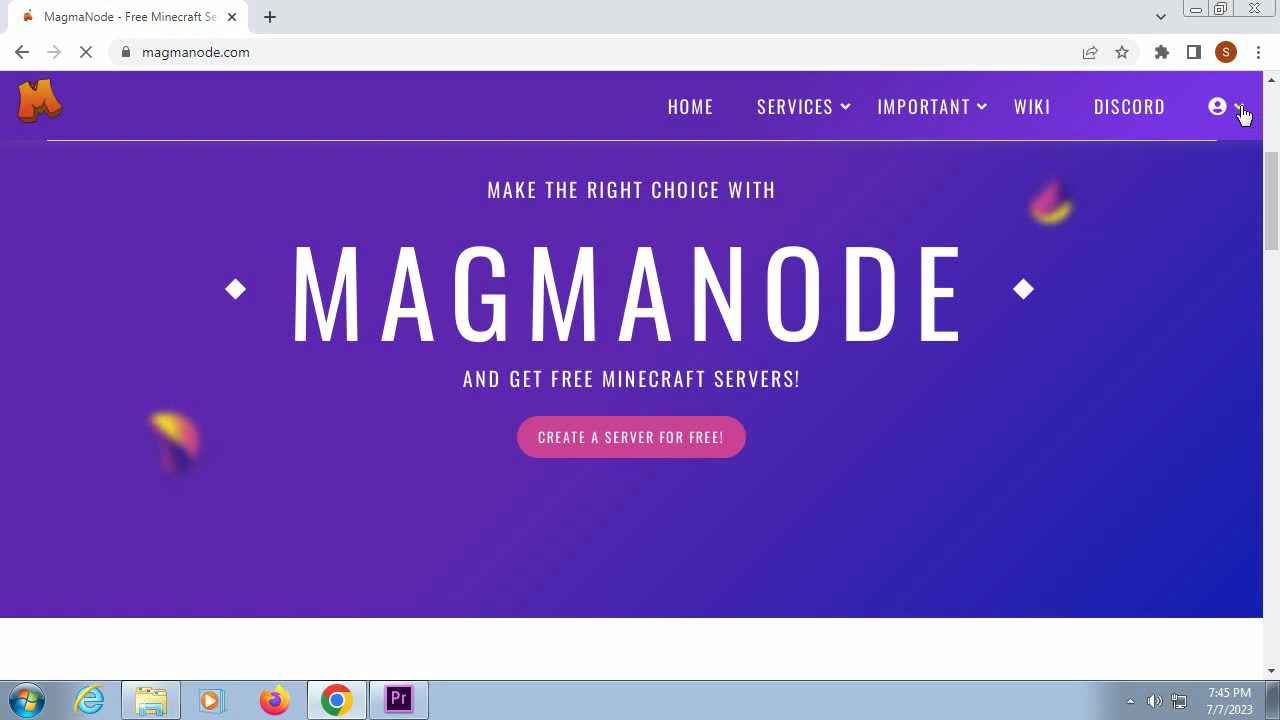 MagmaNode - Free Minecraft Se
magmanode.com
S
M
HOME
SERVICES
IMPORTANT
WIKI
DISCORD
MAKE THE RIGHT CHOICE WITH
MAGMANODE
AND GET FREE MINECRAFT SERVERS!
CREATE A SERVER FOR FREE!
Pr
7:45 PM
7/7/2023